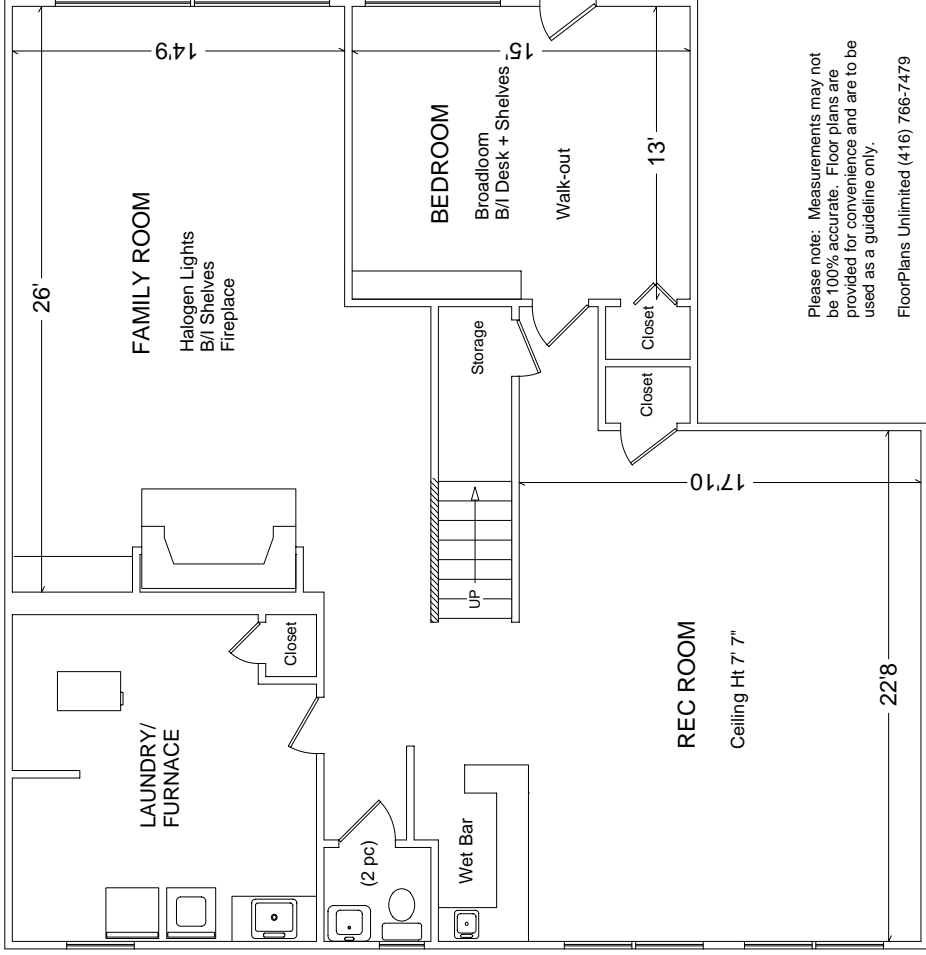 26'
14'9
FAMILY ROOM
Halogen Lights
B/I Shelves
Fireplace
15'
BEDROOM
Broadloom
B/I Desk + Shelves
Walk-out
13'
Closet
Closet
Storage
UP
LAUNDRY/
FURNACE
Closet
(2 pc)
Wet Bar
REC ROOM
Ceiling Ht 7' 7"
17'10
22'8
Please note: Measurements may not
be 100% accurate. Floor plans are
provided for convenience and are to be
used as a guideline only.
FloorPlans Unlimited (416) 766-7479